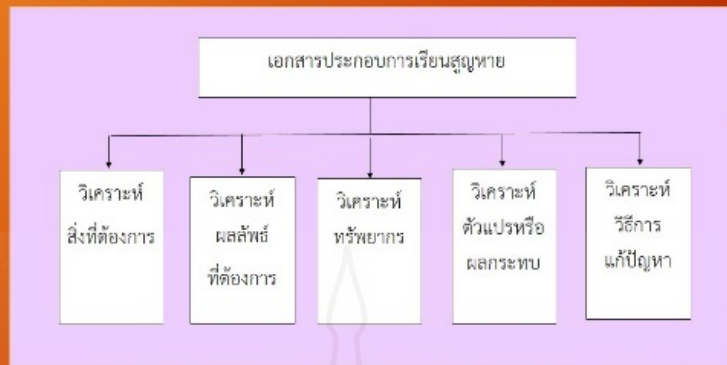 เอกสารประกอบการเรียนสูญหาย
วิเคราะห์
สิ่งที่ต้องการ
วิเคราะห์
ผลลัพธ์
ที่ต้องการ
วิเคราะห์
ทรัพยากร
วิเคราะห์
ตัวแปรหรือ
ผลกระทบ
วิเคราะห์
วิธีการ
แก้ปัญหา